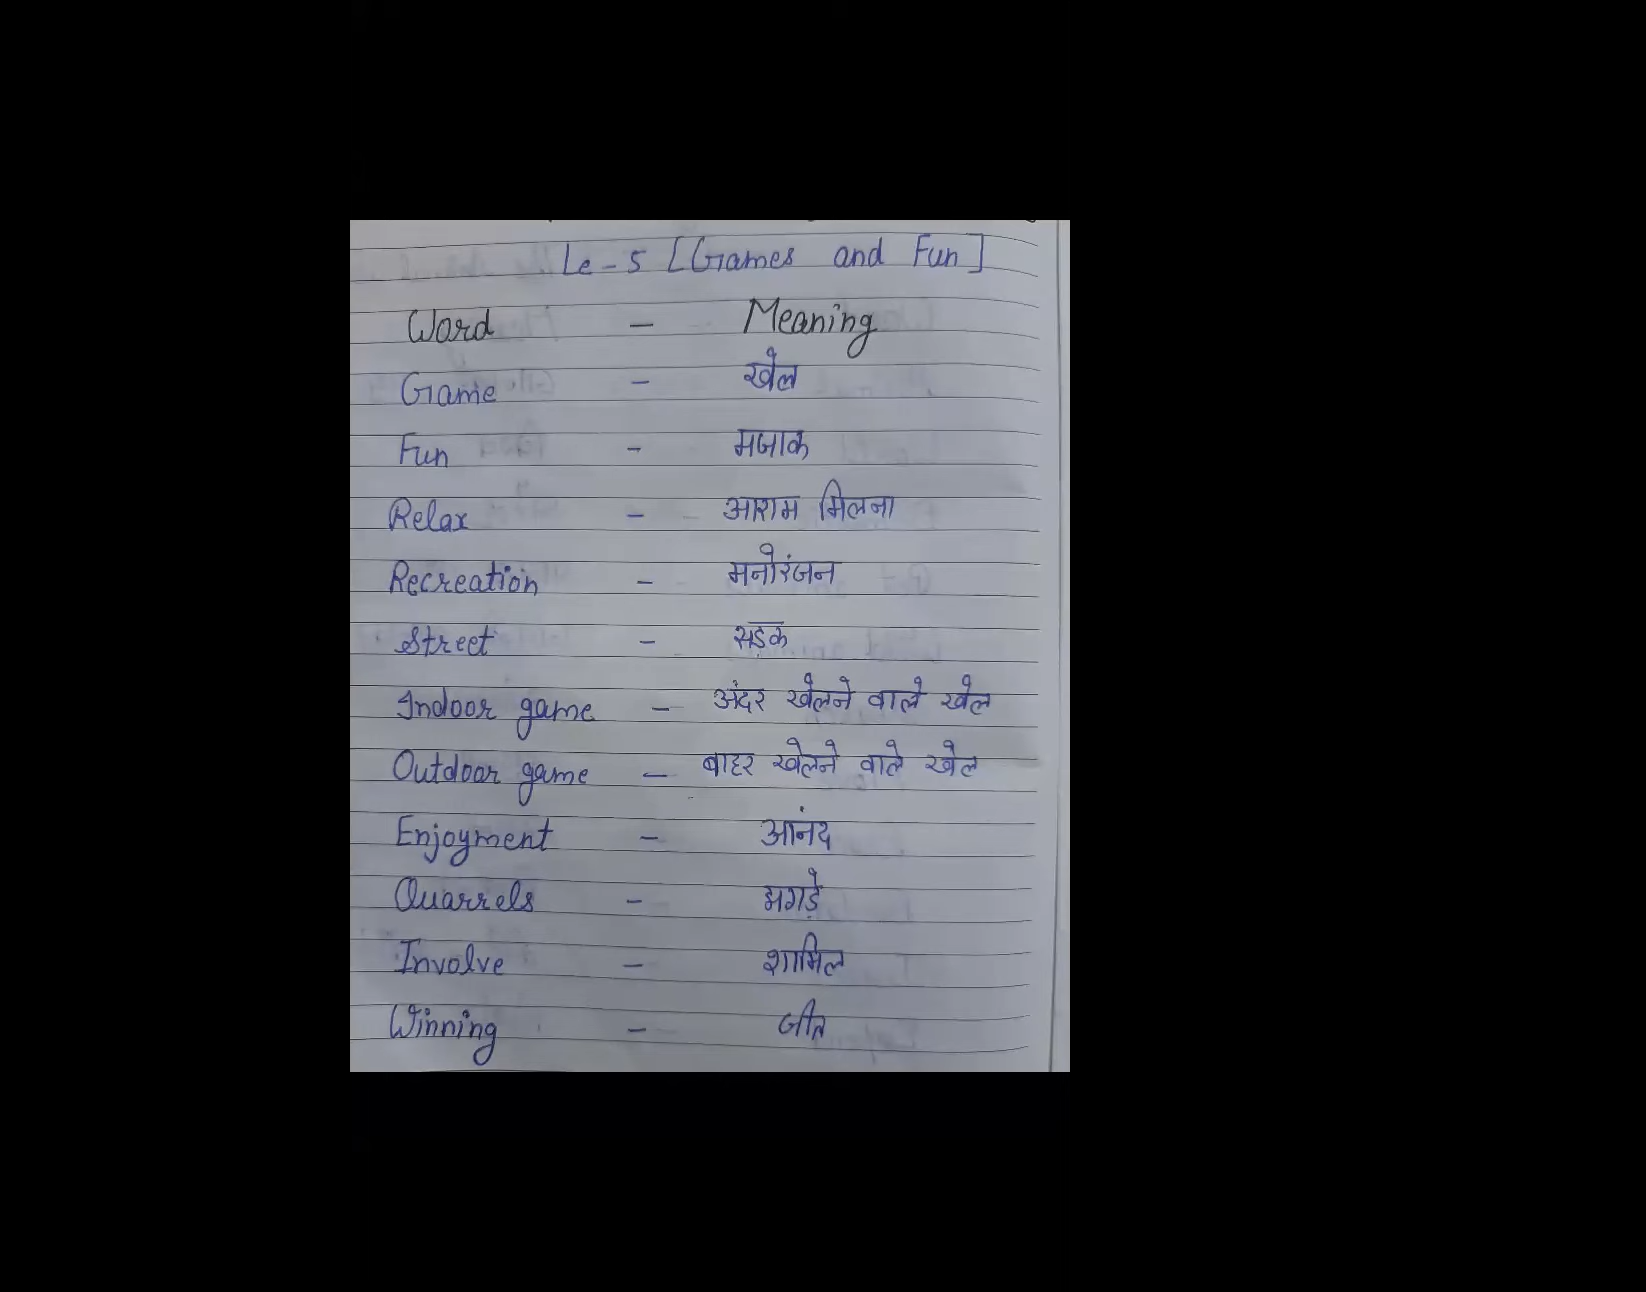 Le-5 [Games and Fun]
Word - Meaning
Game - खेल
Fun - मजाक
Relax - आराम मिलना
Recreation - मनोरंजन
Street - सड़क
Indoor game - अंदर खेलने वाले खेल
Outdoor game - बाहर खेलने वाले खेल
Enjoyment - आनंद
Quarrels - झगड़े
Involve - शामिल
Winning - जीत